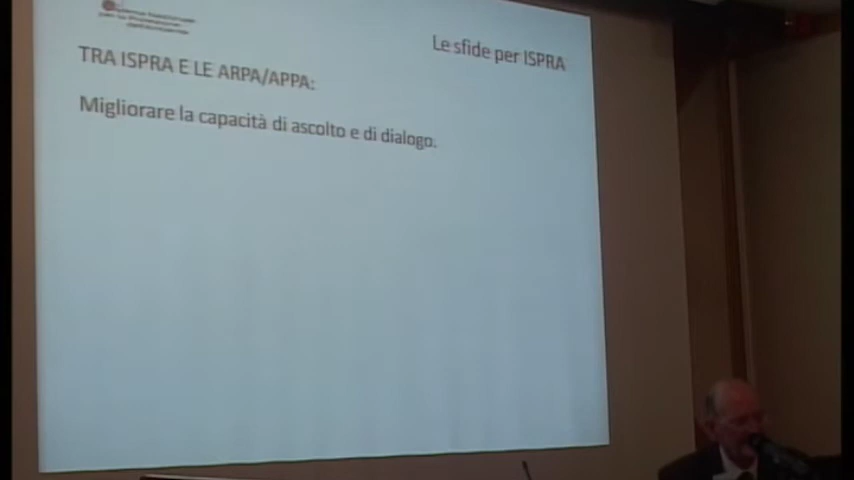 Le sfide per ISPRA
TRA ISPRA E LE ARPA/APPA:
Migliorare la capacità di ascolto e di dialogo.